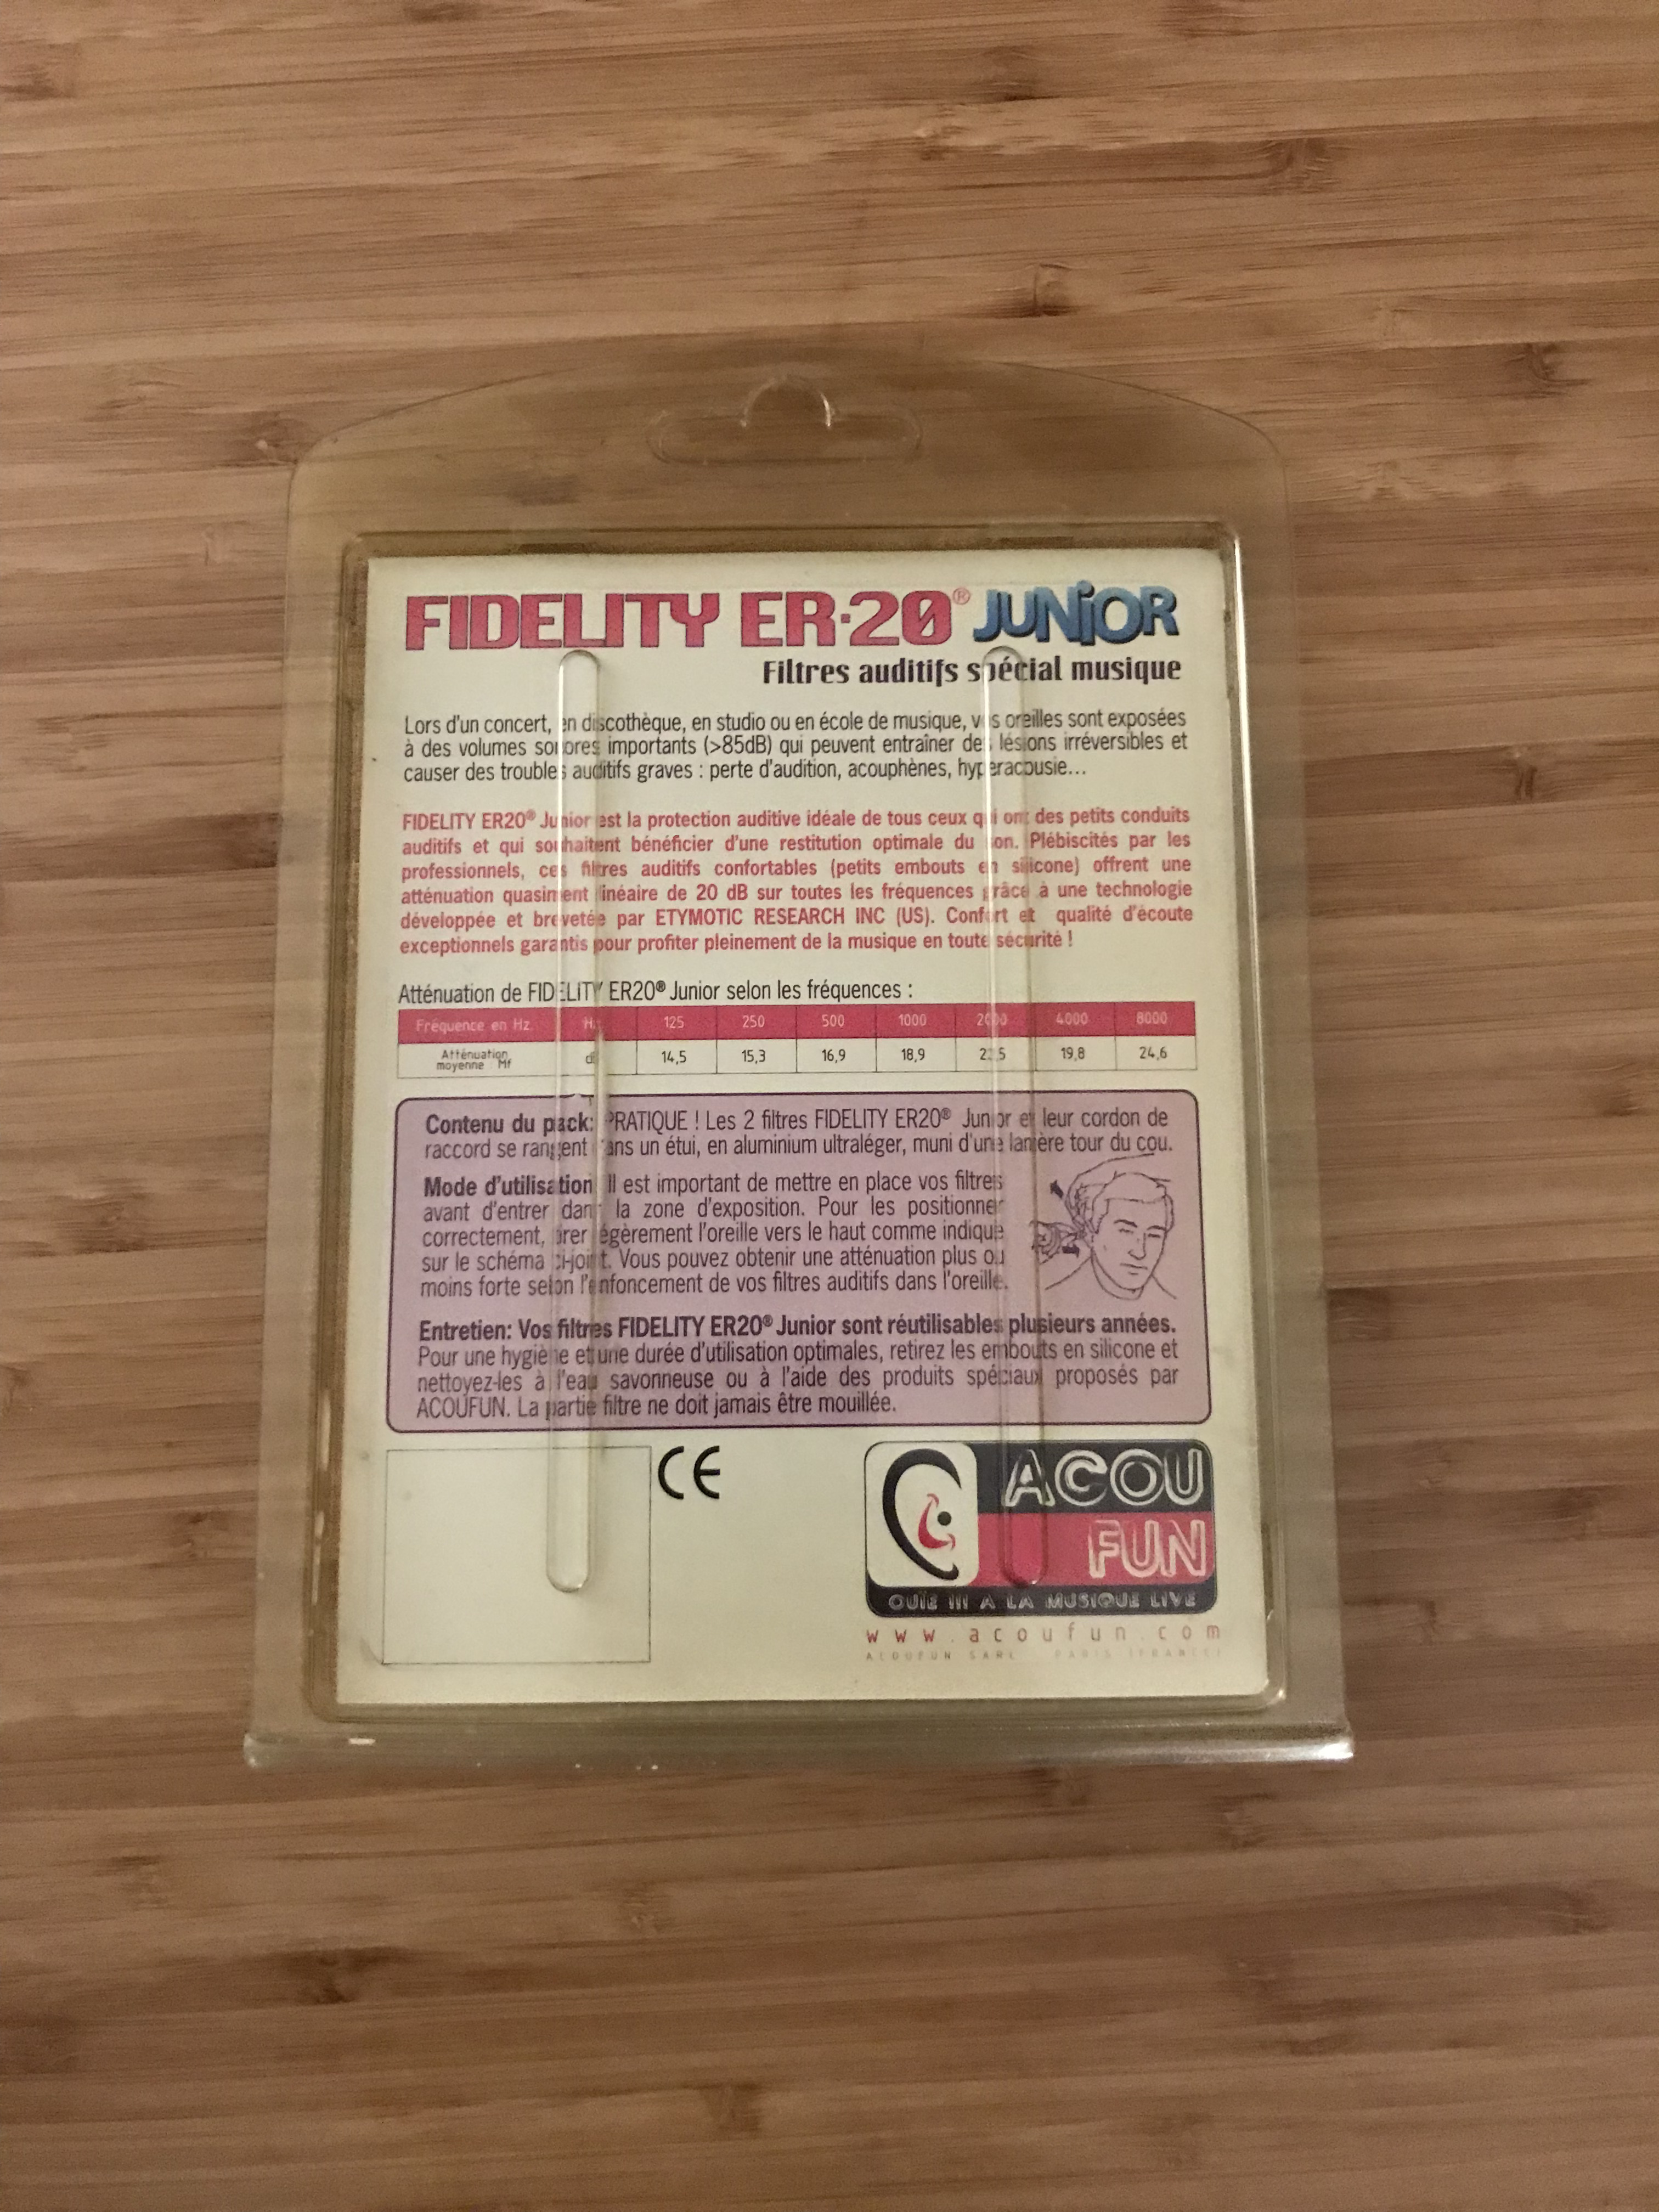 FIDELITY ER·20® JUNiOR
Filtres auditifs spécial musique
Lors d'un concert, en discothèque, en studio ou en école de musique, vos oreilles sont exposées
à des volumes sonores importants (>85dB) qui peuvent entraîner des lésions irréversibles et
causer des troubles auditifs graves : perte d'audition, acouphènes, hyperacousie...
FIDELITY ER20® Junior est la protection auditive idéale de tous ceux qui ont des petits conduits
auditifs et qui souhaitent bénéficier d'une restitution optimale du son. Plébiscités par les
professionnels, ces filtres auditifs confortables (petits embouts en silicone) offrent une
atténuation quasiment linéaire de 20 dB sur toutes les fréquences grâce à une technologie
développée et brevetée par ETYMOTIC RESEARCH INC (US). Confort et qualité d'écoute
exceptionnels garantis pour profiter pleinement de la musique en toute sécurité !
Atténuation de FIDELITY ER20® Junior selon les fréquences :
Fréquence en Hz. Hz 125 250 500 1000 2000 4000 8000
Atténuation
moyenne : Mf dB 14,5 15,3 16,9 18,9 19,8 24,6
Contenu du pack: PRATIQUE ! Les 2 filtres FIDELITY ER20® Junior et leur cordon de
raccord se rangent dans un étui, en aluminium ultraléger, muni d'une lanière tour du cou.
Mode d'utilisation: Il est important de mettre en place vos filtres
avant d'entrer dans la zone d'exposition. Pour les positionner
correctement, tirer légèrement l'oreille vers le haut comme indiqué
sur le schéma ci-joint. Vous pouvez obtenir une atténuation plus ou
moins forte selon l'enfoncement de vos filtres auditifs dans l'oreille.
Entretien: Vos filtres FIDELITY ER20® Junior sont réutilisables plusieurs années.
Pour une hygiène et une durée d'utilisation optimales, retirez les embouts en silicone et
nettoyez-les à l'eau savonneuse ou à l'aide des produits spéciaux proposés par
ACOUFUN. La partie filtre ne doit jamais être mouillée.
CE
ACOU
FUN
OUÏE !!! A LA MUSIQUE LIVE
www.acoufun.com
ACOUFUN SARL PARIS (FRANCE)